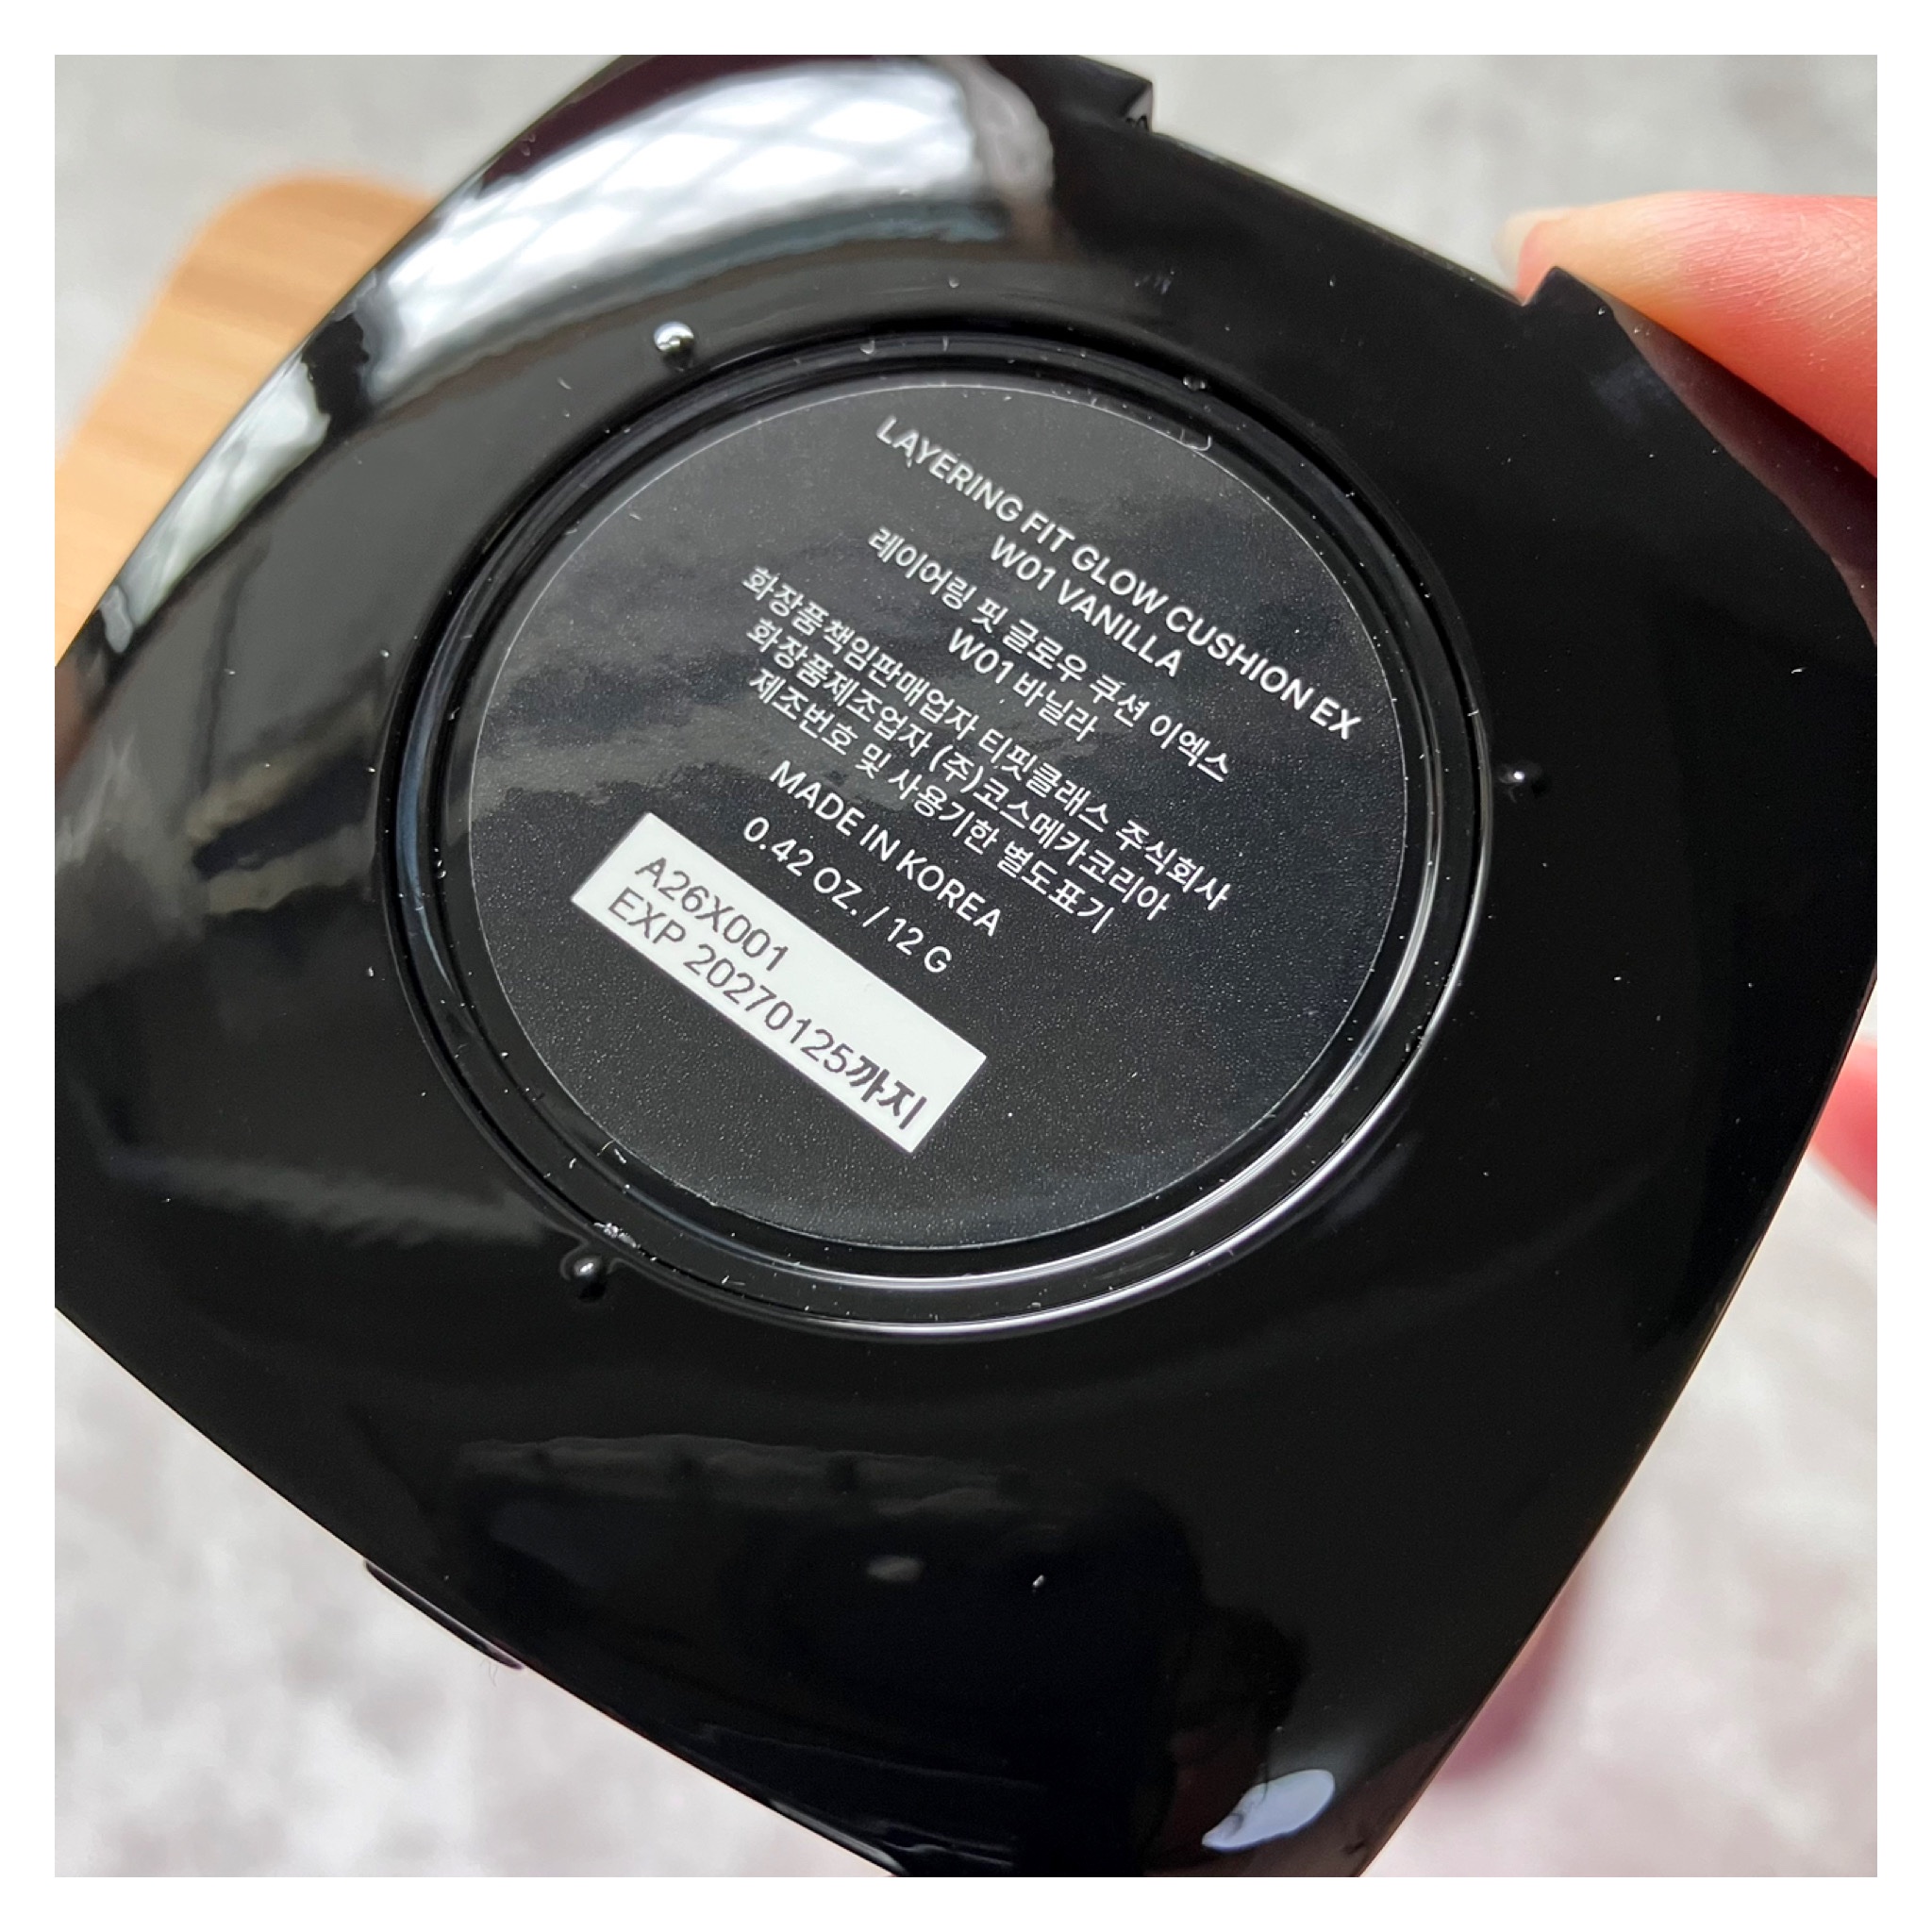 LAYERING FIT GLOW CUSHION EX
W01 VANILLA
레이어링 핏 글로우 쿠션 이엑스
W01 바닐라
화장품책임판매업자 티핏클래스 주식회사
화장품제조업자 (주)코스메카코리아
제조번호 및 사용기한 별도표기
MADE IN KOREA
0.42 OZ. / 12 G
A26X001
EXP 20270125까지